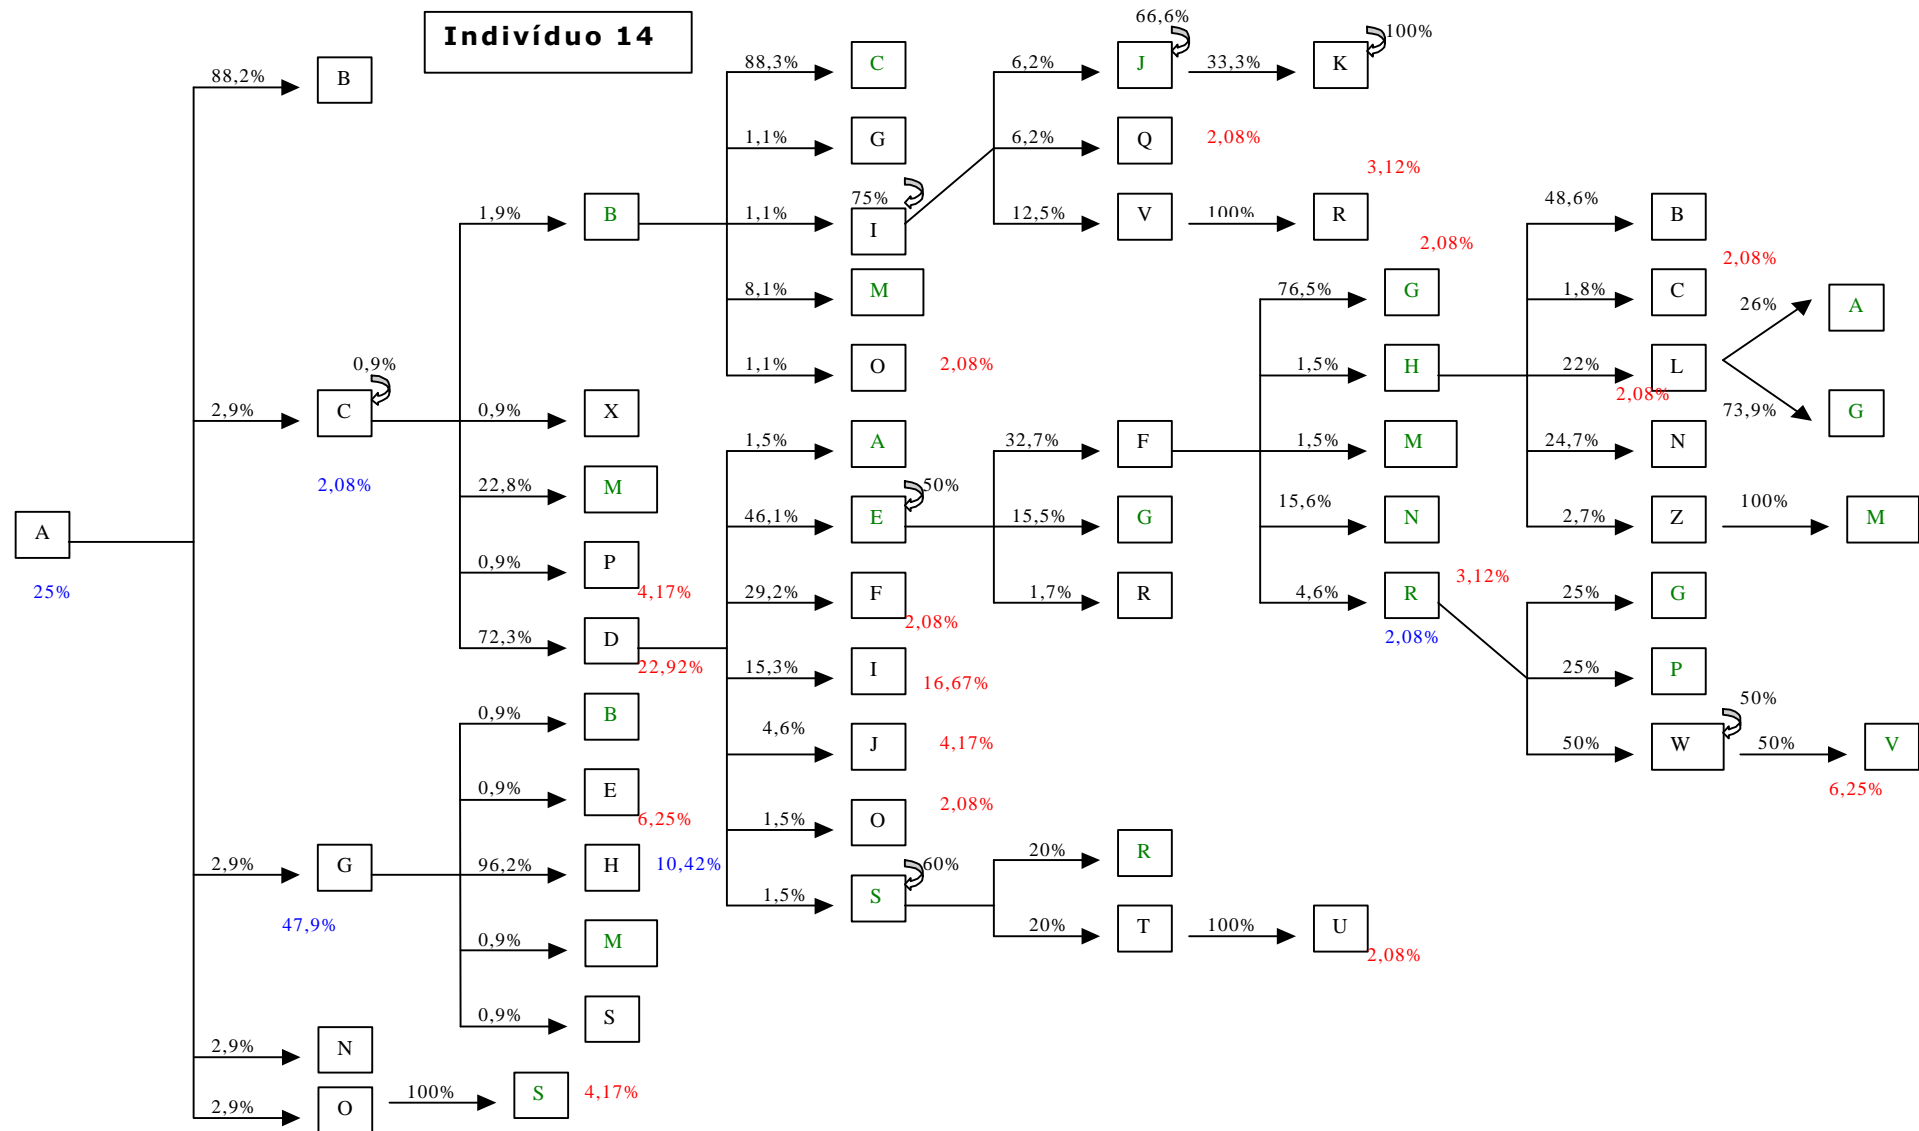 Indivíduo 14
66,6%
100%
88,2%
B
88,3%
C
6,2%
J
33,3%
K
1,1%
G
6,2%
Q
2,08%
3,12%
75%
1,9%
B
1,1%
I
12,5%
V
100%
R
48,6%
B
2,08%
2,08%
8,1%
M
76,5%
G
1,8%
C
26%
A
0,9%
1,1%
O
2,08%
1,5%
H
22%
L
2,08%
2,9%
C
0,9%
X
73,9%
G
1,5%
A
32,7%
F
1,5%
M
24,7%
N
2,08%
22,8%
M
50%
A
46,1%
E
15,5%
G
15,6%
N
2,7%
Z
100%
M
25%
0,9%
P
4,17%
29,2%
F
2,08%
1,7%
R
3,12%
4,6%
R
2,08%
25%
G
72,3%
D
22,92%
15,3%
I
16,67%
25%
P
0,9%
B
4,6%
J
4,17%
50%
50%
W
50%
V
6,25%
0,9%
E
6,25%
1,5%
O
2,08%
2,9%
G
96,2%
H
10,42%
60%
20%
R
47,9%
1,5%
S
0,9%
M
20%
T
100%
U
2,08%
0,9%
S
2,9%
N
2,9%
O
100%
S
4,17%